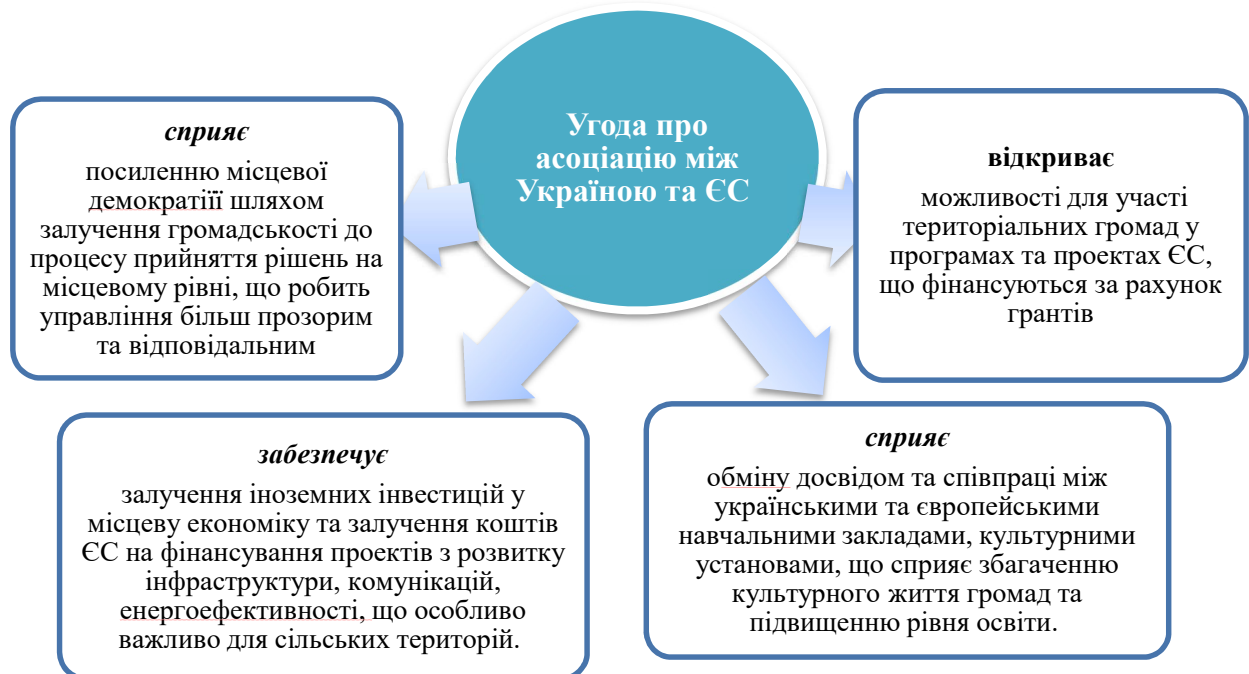 Угода про
асоціацію між
Україною та ЄС
сприяє
посиленню місцевої
демократіїї шляхом
залучення громадськості до
процесу прийняття рішень на
місцевому рівні, що робить
управління більш прозорим
та відповідальним
відкриває
можливості для участі
територіальних громад у
програмах та проектах ЄС,
що фінансуються за рахунок
грантів
забезпечує
залучення іноземних інвестицій у
місцеву економіку та залучення коштів
ЄС на фінансування проектів з розвитку
інфраструктури, комунікацій,
енергоефективності, що особливо
важливо для сільських територій.
сприяє
обміну досвідом та співпраці між
українськими та європейськими
навчальними закладами, культурними
установами, що сприяє збагаченню
культурного життя громад та
підвищенню рівня освіти.